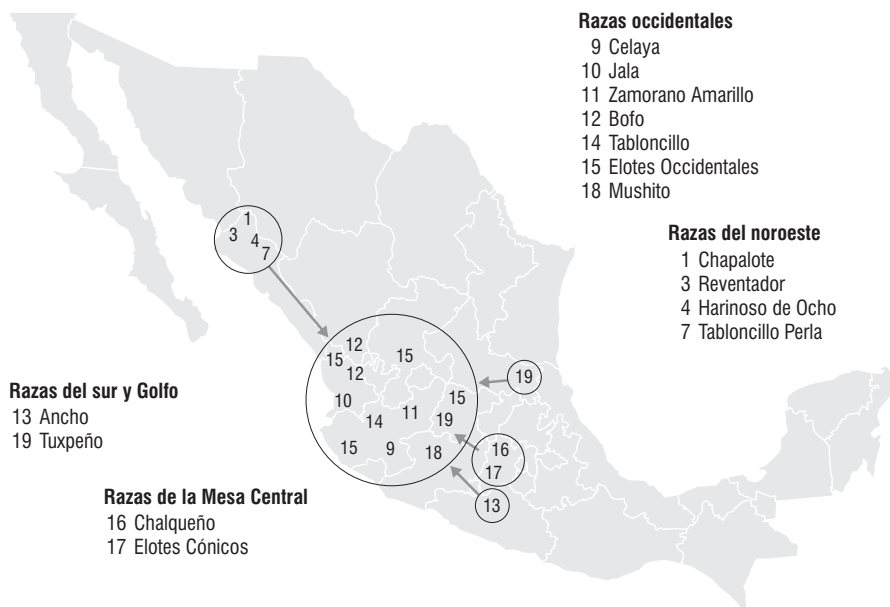 Razas occidentales
9 Celaya
10 Jala
11 Zamorano Amarillo
12 Bofo
14 Tabloncillo
15 Elotes Occidentales
18 Mushito
Razas del noroeste
1 Chapalote
3 Reventador
4 Harinoso de Ocho
7 Tabloncillo Perla
1
3
4
7
12
15
15
12
19
10
15
11
14
19
15
9
18
16
17
13
Razas del sur y Golfo
13 Ancho
19 Tuxpeño
Razas de la Mesa Central
16 Chalqueño
17 Elotes Cónicos